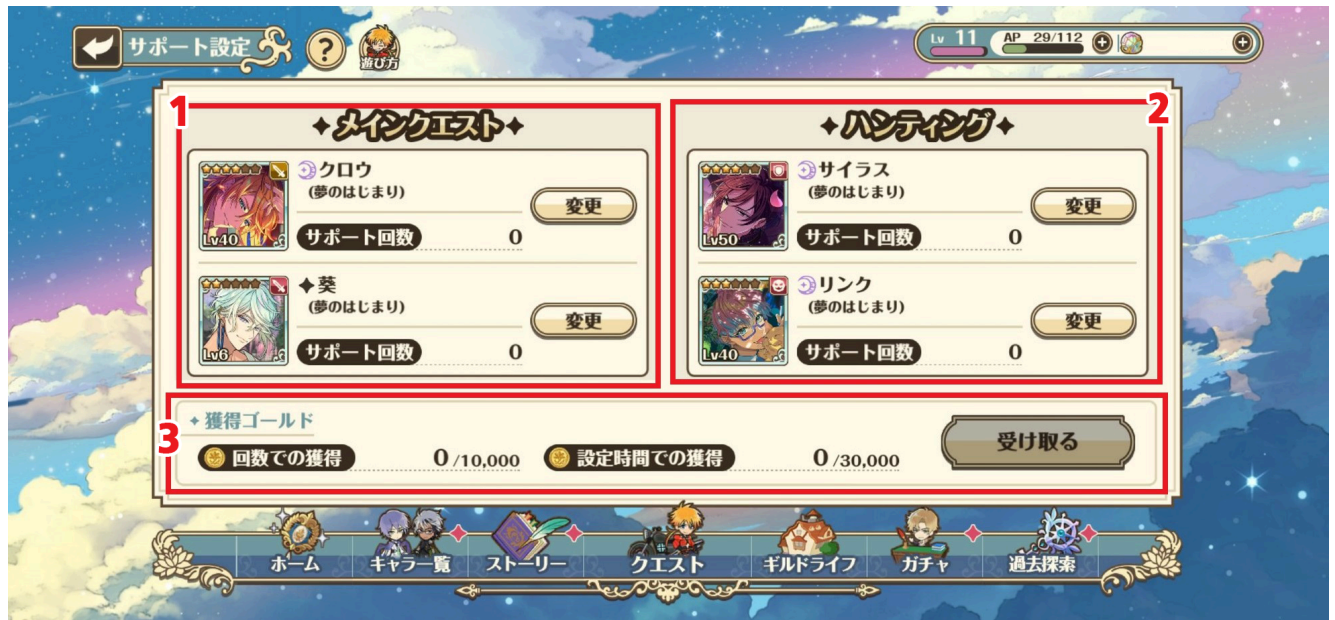 サポート設定
?
遊び方
Lv 11
AP 29/112
1
メインクエスト
クロウ
(夢のはじまり)
Lv40
サポート回数 0
変更
葵
(夢のはじまり)
Lv6
サポート回数 0
変更
2
ハンティング
サイラス
(夢のはじまり)
Lv50
サポート回数 0
変更
リンク
(夢のはじまり)
Lv40
サポート回数 0
変更
3
獲得ゴールド
回数での獲得 0/10,000
設定時間での獲得 0/30,000
受け取る
ホーム
キャラ一覧
ストーリー
クエスト
ギルドライフ
ガチャ
過去探索